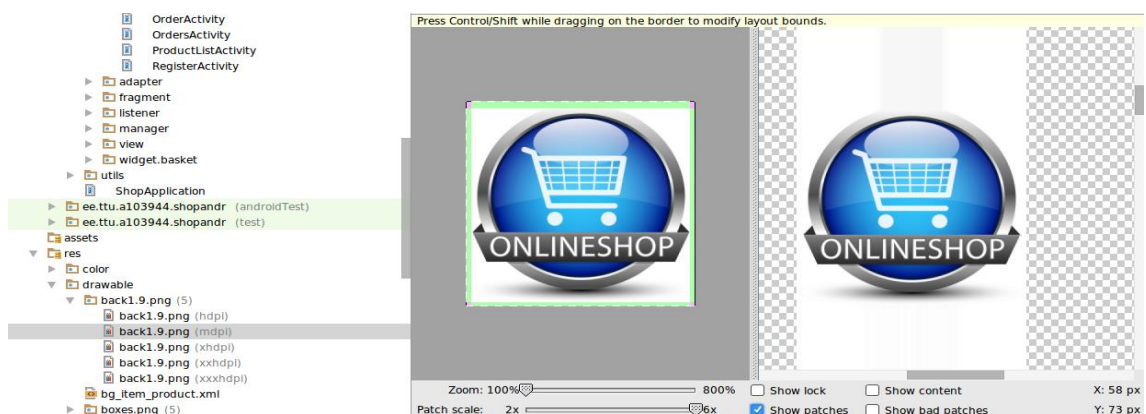 OrderActivity
OrdersActivity
ProductListActivity
RegisterActivity
adapter
fragment
listener
manager
view
widget.basket
utils
ShopApplication
ee.ttu.a103944.shopandr (androidTest)
ee.ttu.a103944.shopandr (test)
assets
res
color
drawable
back1.9.png (5)
back1.9.png (hdpi)
back1.9.png (mdpi)
back1.9.png (xhdpi)
back1.9.png (xxhdpi)
back1.9.png (xxxhdpi)
bg_item_product.xml
boxes.png (5)
Press Control/Shift while dragging on the border to modify layout bounds.
ONLINESHOP
ONLINESHOP
Zoom: 100% 800% Show lock Show content X: 58 px
Patch scale: 2x 6x Show patches Show bad patches Y: 73 px